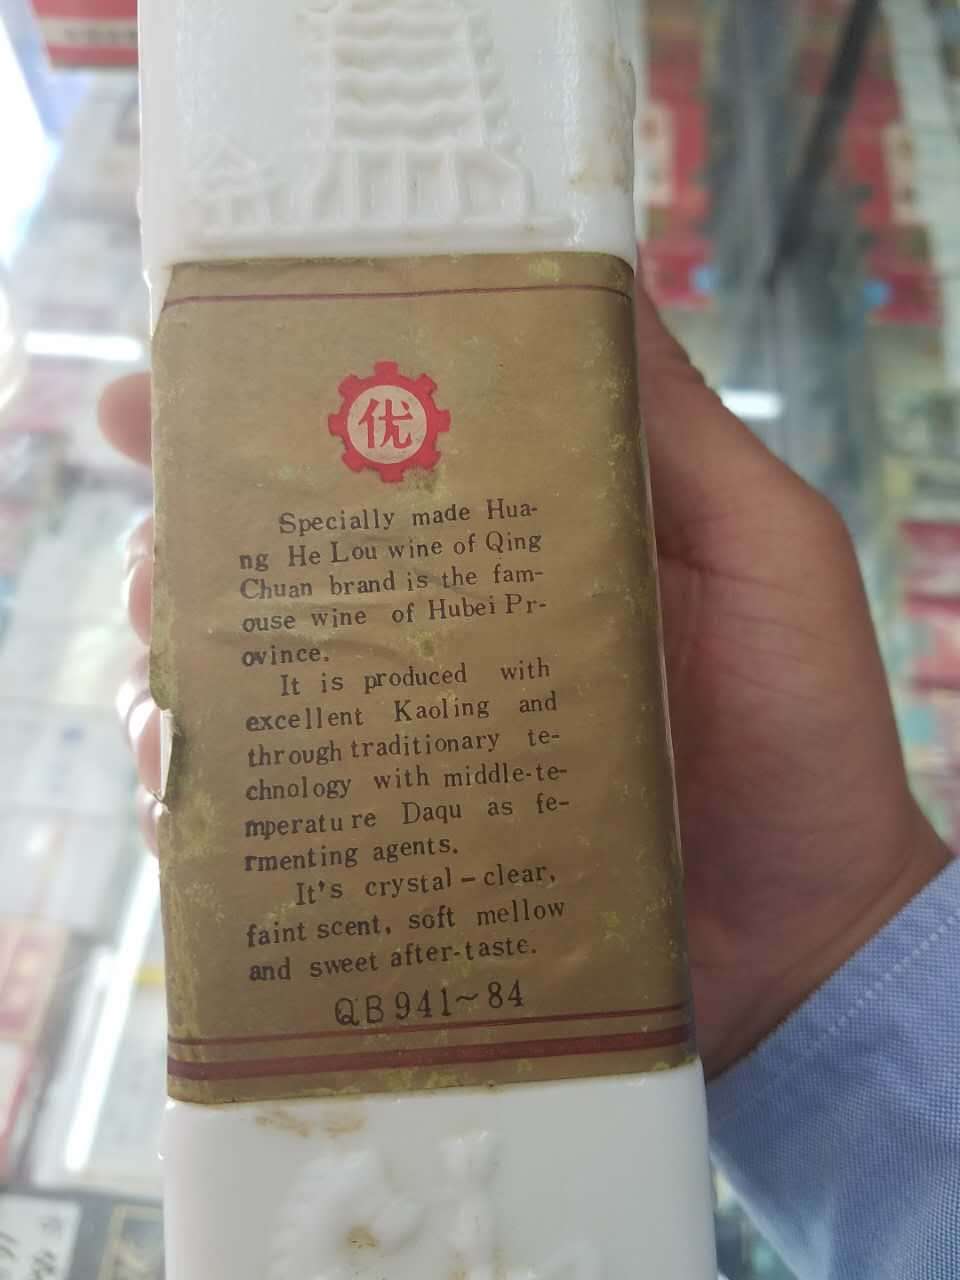 优
Specially made Hua-
ng He Lou wine of Qing
Chuan brand is the fam-
ouse wine of Hubei Pr-
ovince.
It is produced with
excellent Kaoling and
through traditionary te-
chnology with middle-te-
mperature Daqu as fe-
rmenting agents.
It's crystal-clear,
faint scent, soft mellow
and sweet after-taste.
QB941~84